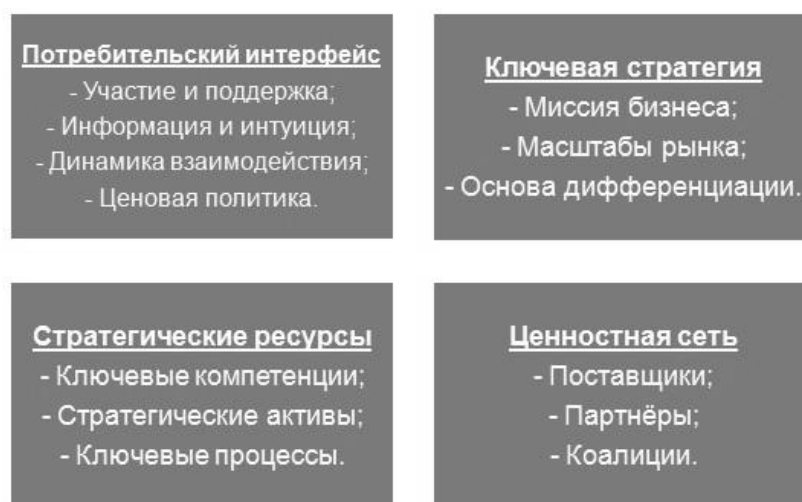 Потребительский интерфейс
- Участие и поддержка;
- Информация и интуиция;
- Динамика взаимодействия;
- Ценовая политика.
Ключевая стратегия
- Миссия бизнеса;
- Масштабы рынка;
- Основа дифференциации.
Стратегические ресурсы
- Ключевые компетенции;
- Стратегические активы;
- Ключевые процессы.
Ценностная сеть
- Поставщики;
- Партнёры;
- Коалиции.